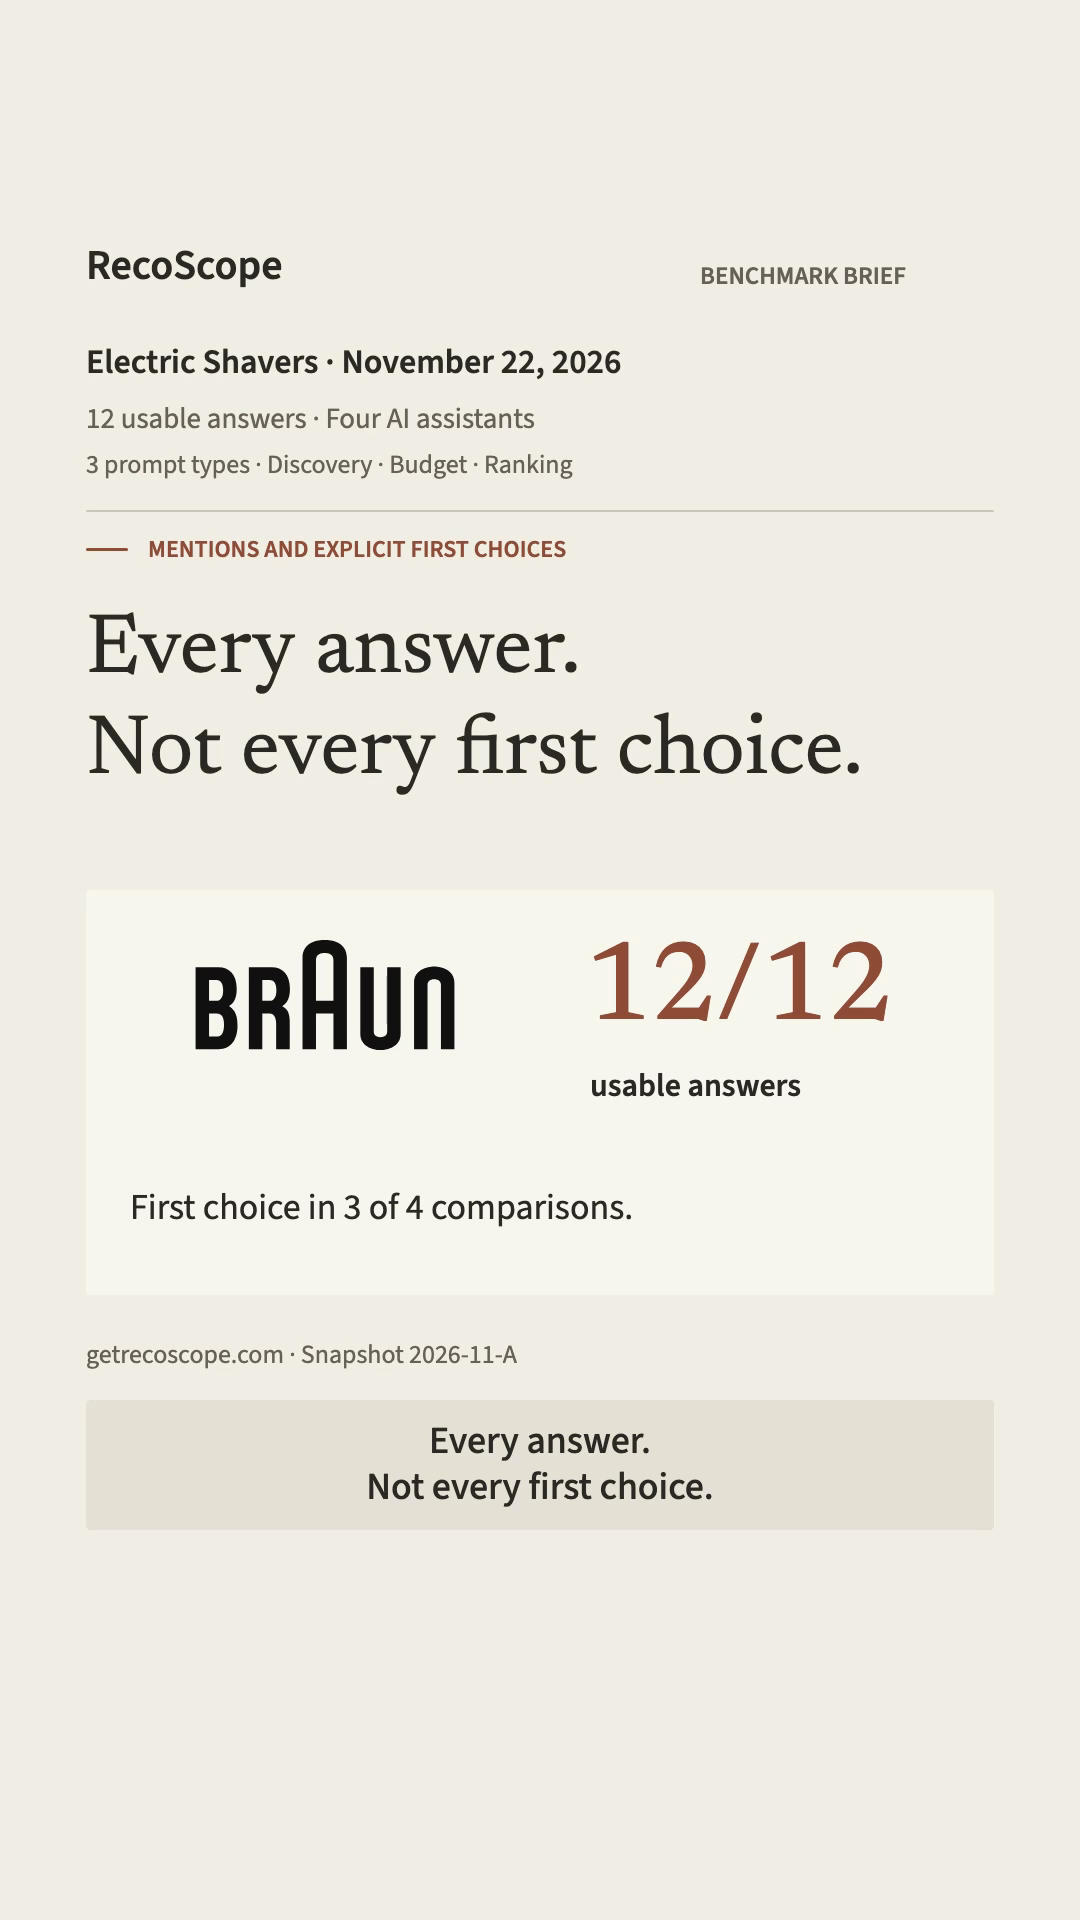 RecoScope
BENCHMARK BRIEF
Electric Shavers · November 22, 2026
12 usable answers · Four AI assistants
3 prompt types · Discovery · Budget · Ranking
MENTIONS AND EXPLICIT FIRST CHOICES
Every answer.
Not every first choice.
BRAUN
12/12
usable answers
First choice in 3 of 4 comparisons.
getrecoscope.com · Snapshot 2026-11-A
Every answer.
Not every first choice.